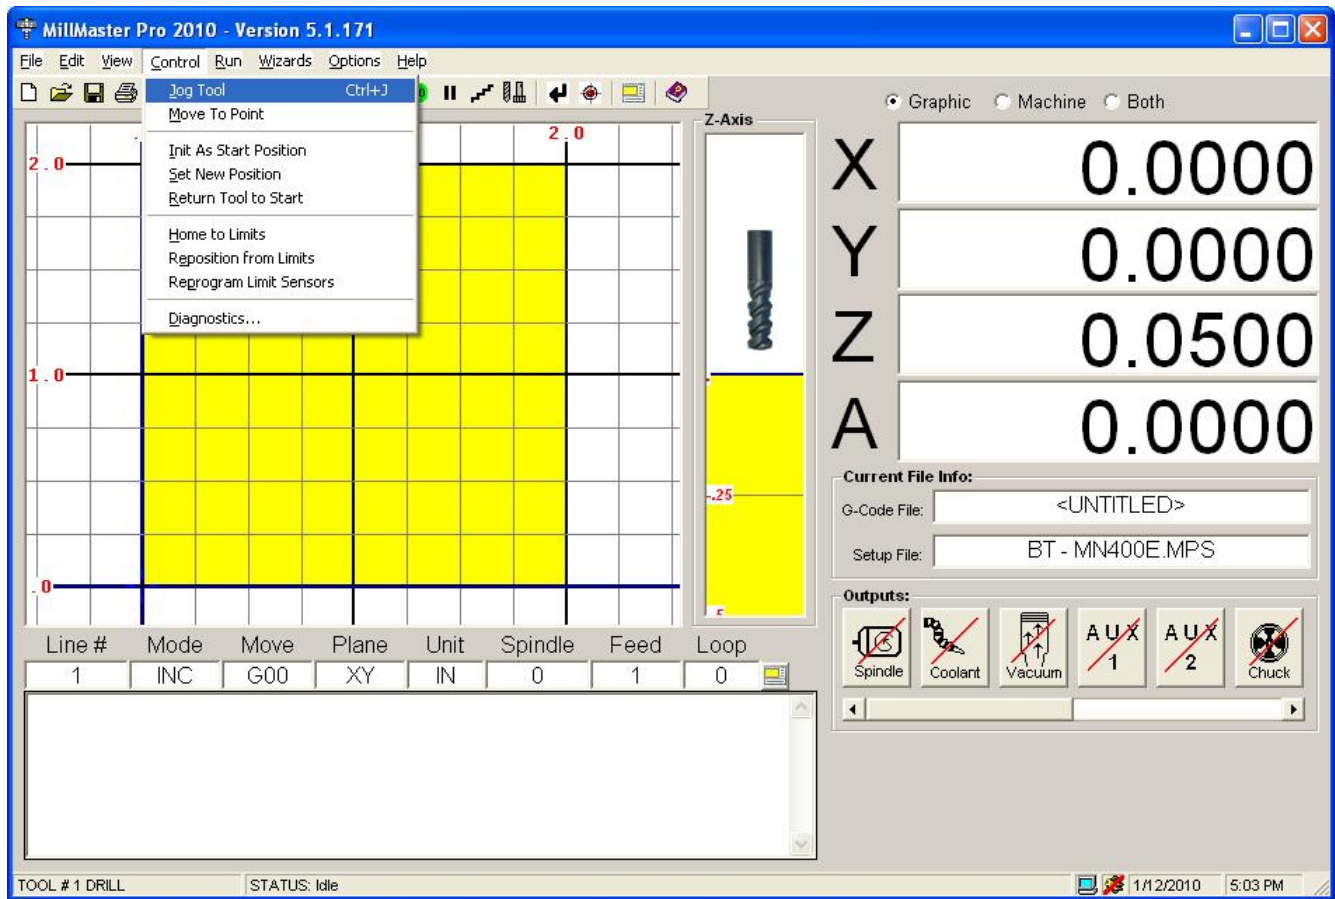 MillMaster Pro 2010 - Version 5.1.171
File Edit View Control Run Wizards Options Help
Jog Tool Ctrl+J
Move To Point
Init As Start Position
Set New Position
Return Tool to Start
Home to Limits
Reposition from Limits
Reprogram Limit Sensors
Diagnostics...
2.0
2.0
1.0
.0
Z-Axis
-.25
Graphic Machine Both
X 0.0000
Y 0.0000
Z 0.0500
A 0.0000
Current File Info:
G-Code File: <UNTITLED>
Setup File: BT - MN400E.MPS
Outputs:
Spindle Coolant Vacuum AUX 1 AUX 2 Chuck
Line # Mode Move Plane Unit Spindle Feed Loop
1 INC G00 XY IN 0 1 0
TOOL # 1 DRILL STATUS: Idle 1/12/2010 5:03 PM